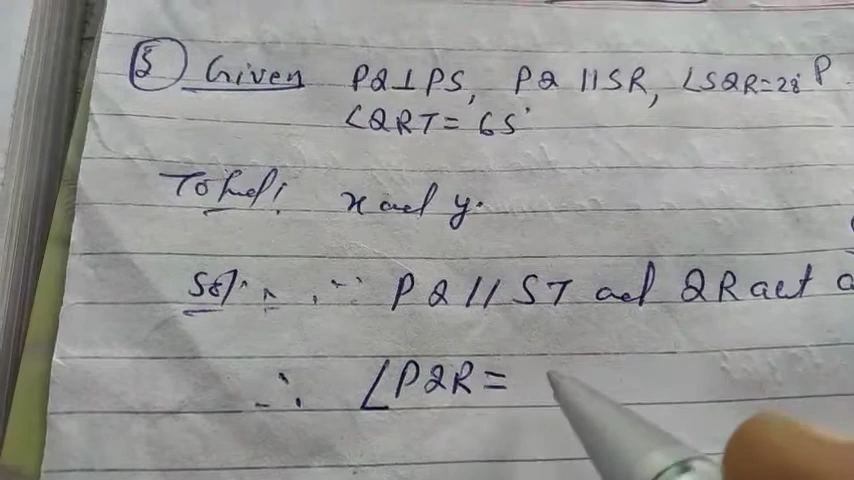 5 Given PQ⊥PS, PQ ||SR, ∠SQR=28° P
∠QRT= 65°
To find: x and y.
Sol: ∵ PQ // ST and QR act a
∴ ∠PQR=